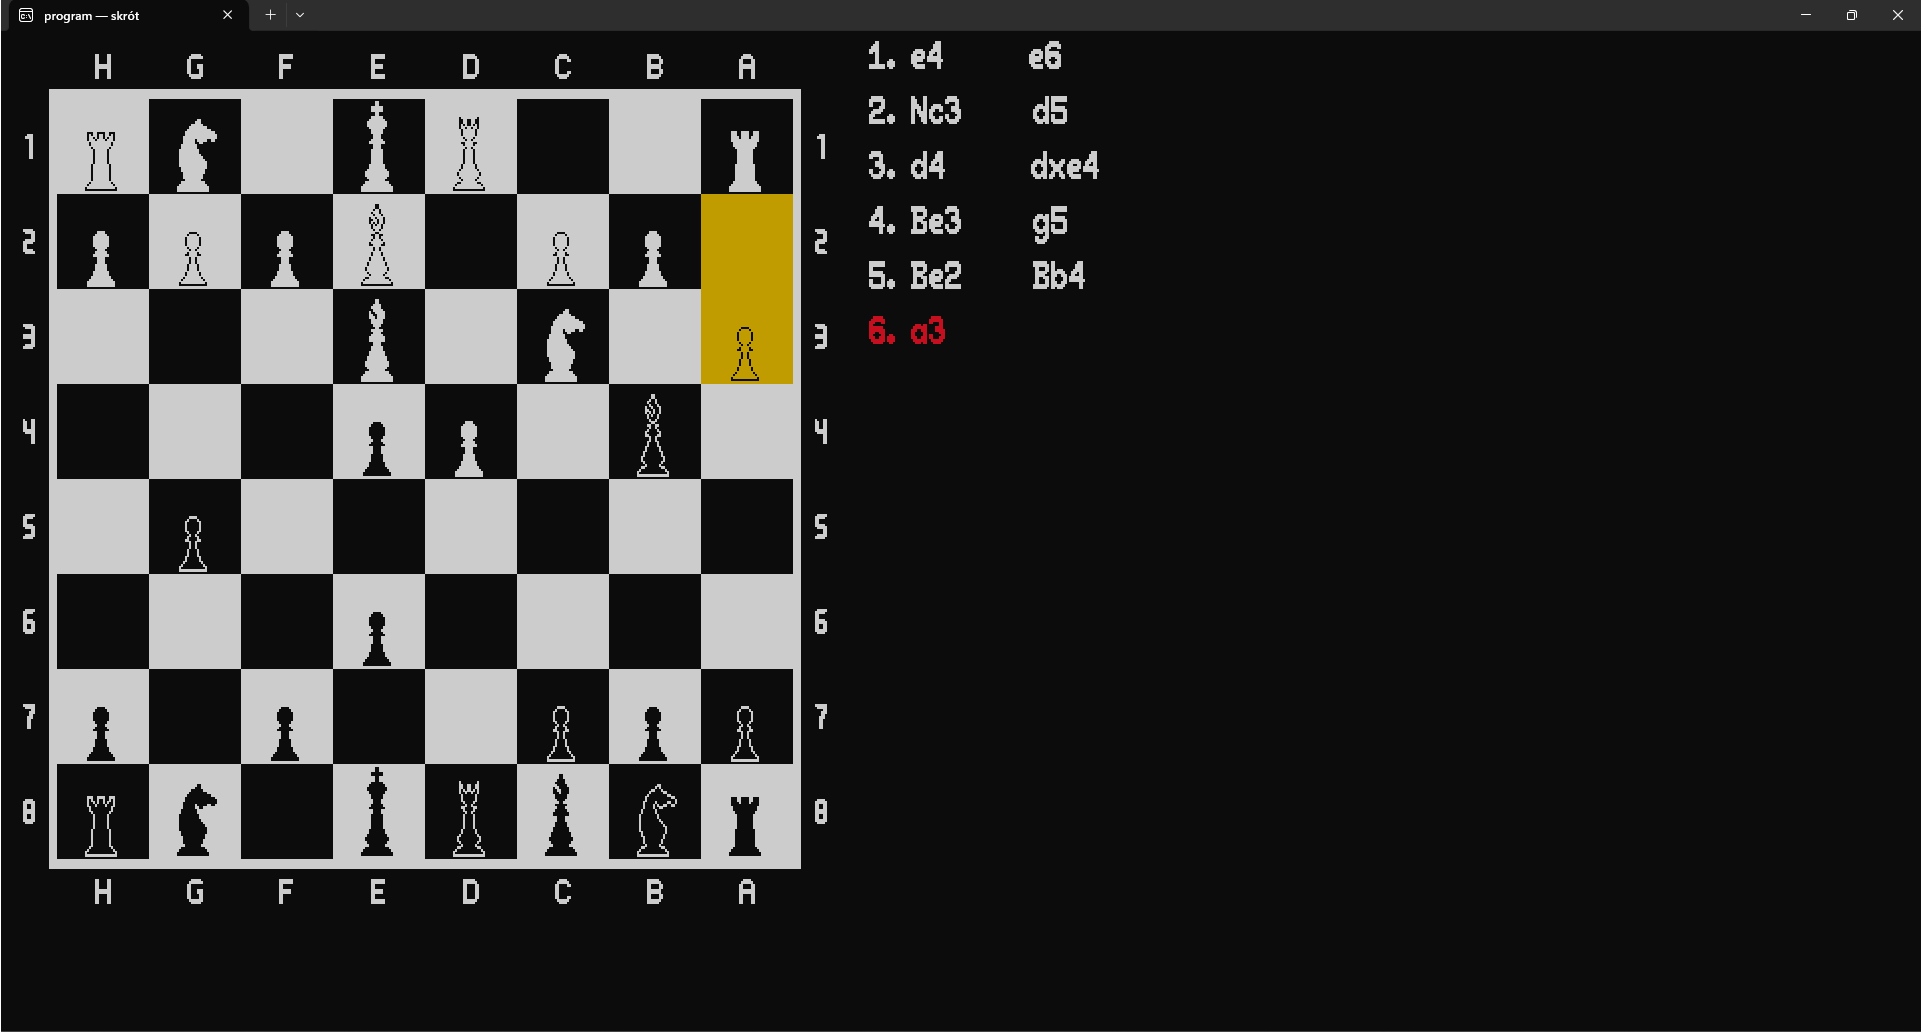 program — skrót
H G F E D C B A
1 1
2 2
3 3
4 4
5 5
6 6
7 7
8 8
H G F E D C B A
1. e4 e6
2. Nc3 d5
3. d4 dxe4
4. Be3 g5
5. Be2 Bb4
6. a3